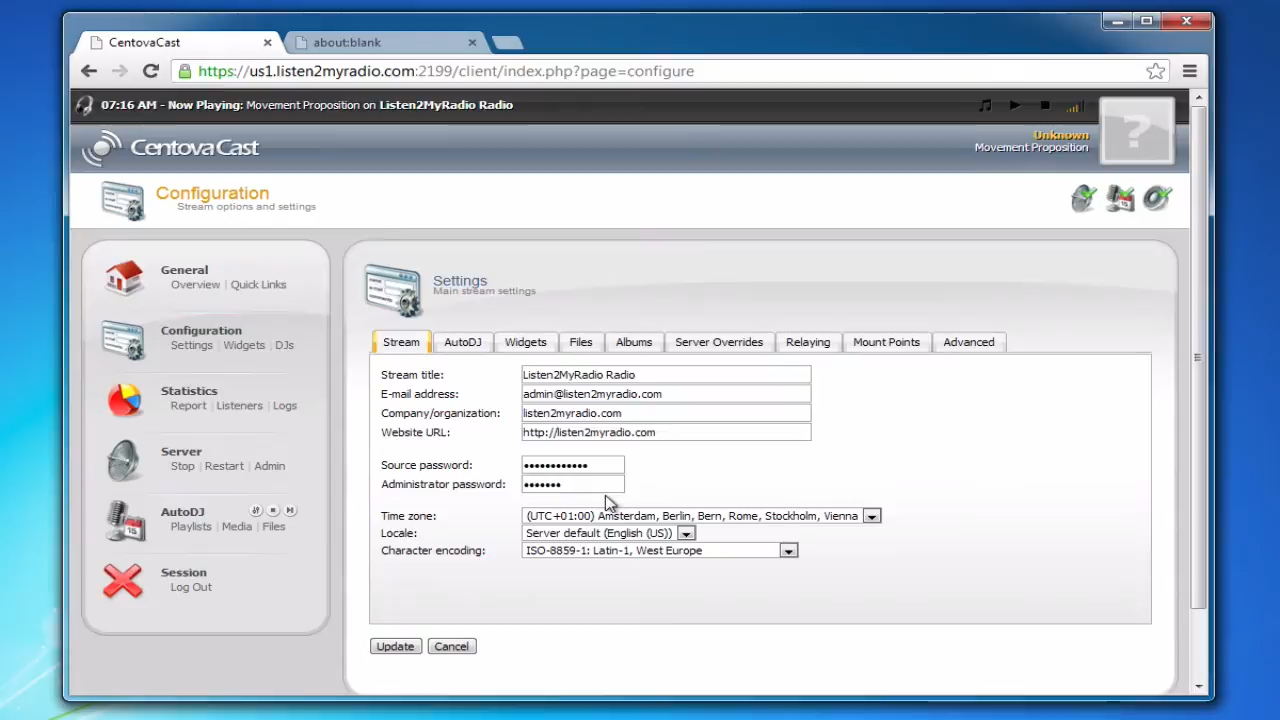 CentovaCast
about:blank
https://us1.listen2myradio.com:2199/client/index.php?page=configure
07:16 AM - Now Playing: Movement Proposition on Listen2MyRadio Radio
CentovaCast
Unknown
Movement Proposition
?
Configuration
Stream options and settings
General
Overview | Quick Links
Configuration
Settings | Widgets | DJs
Statistics
Report | Listeners | Logs
Server
Stop | Restart | Admin
AutoDJ
Playlists | Media | Files
Session
Log Out
Settings
Main stream settings
Stream AutoDJ Widgets Files Albums Server Overrides Relaying Mount Points Advanced
Stream title: Listen2MyRadio Radio
E-mail address: admin@listen2myradio.com
Company/organization: listen2myradio.com
Website URL: http://listen2myradio.com
Source password: ••••••••••••
Administrator password: •••••••
Time zone: (UTC+01:00) Amsterdam, Berlin, Bern, Rome, Stockholm, Vienna
Locale: Server default (English (US))
Character encoding: ISO-8859-1: Latin-1, West Europe
Update Cancel